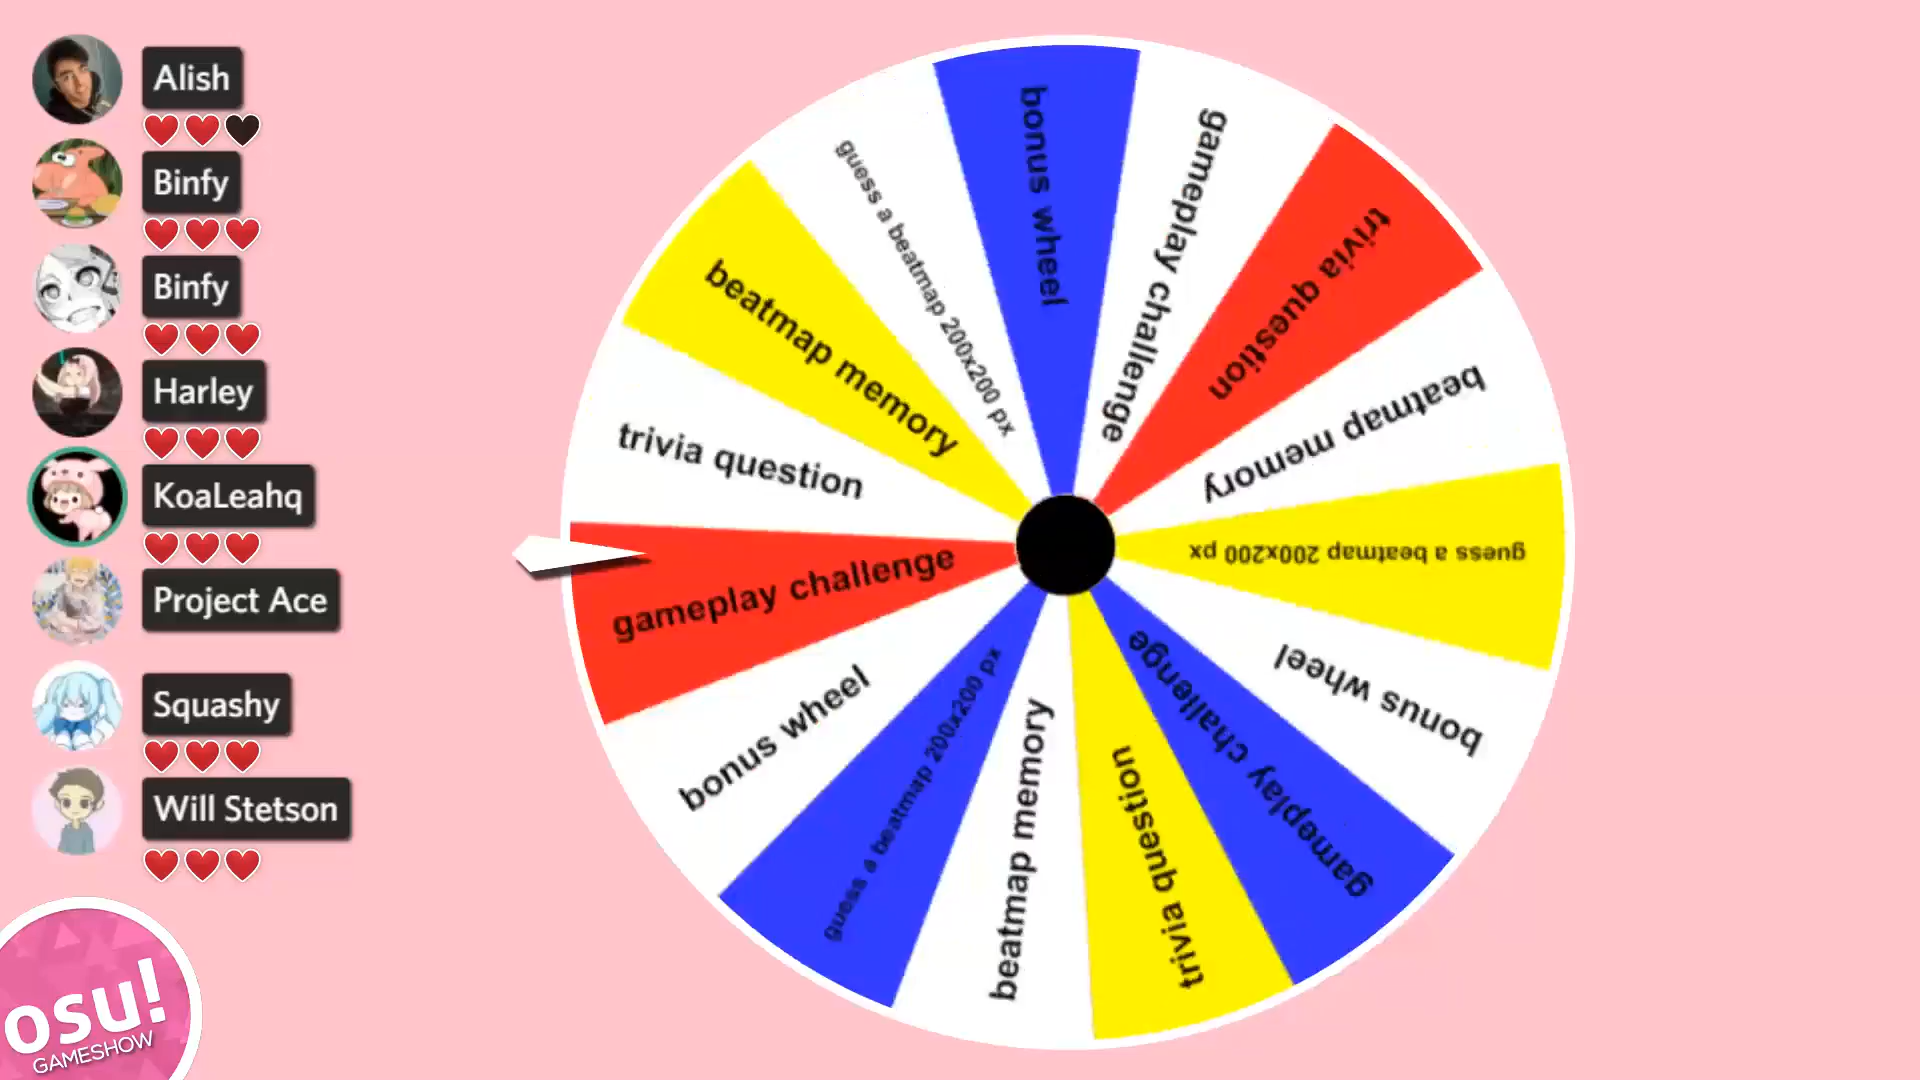 Alish
Binfy
Binfy
Harley
KoaLeahq
Project Ace
Squashy
Will Stetson
osu!
GAMESHOW
bonus wheel
gameplay challenge
trivia question
beatmap memory
guess a beatmap 200x200 px
bonus wheel
gameplay challenge
trivia question
beatmap memory
guess a beatmap 200x200 px
bonus wheel
gameplay challenge
trivia question
beatmap memory
guess a beatmap 200x200 px